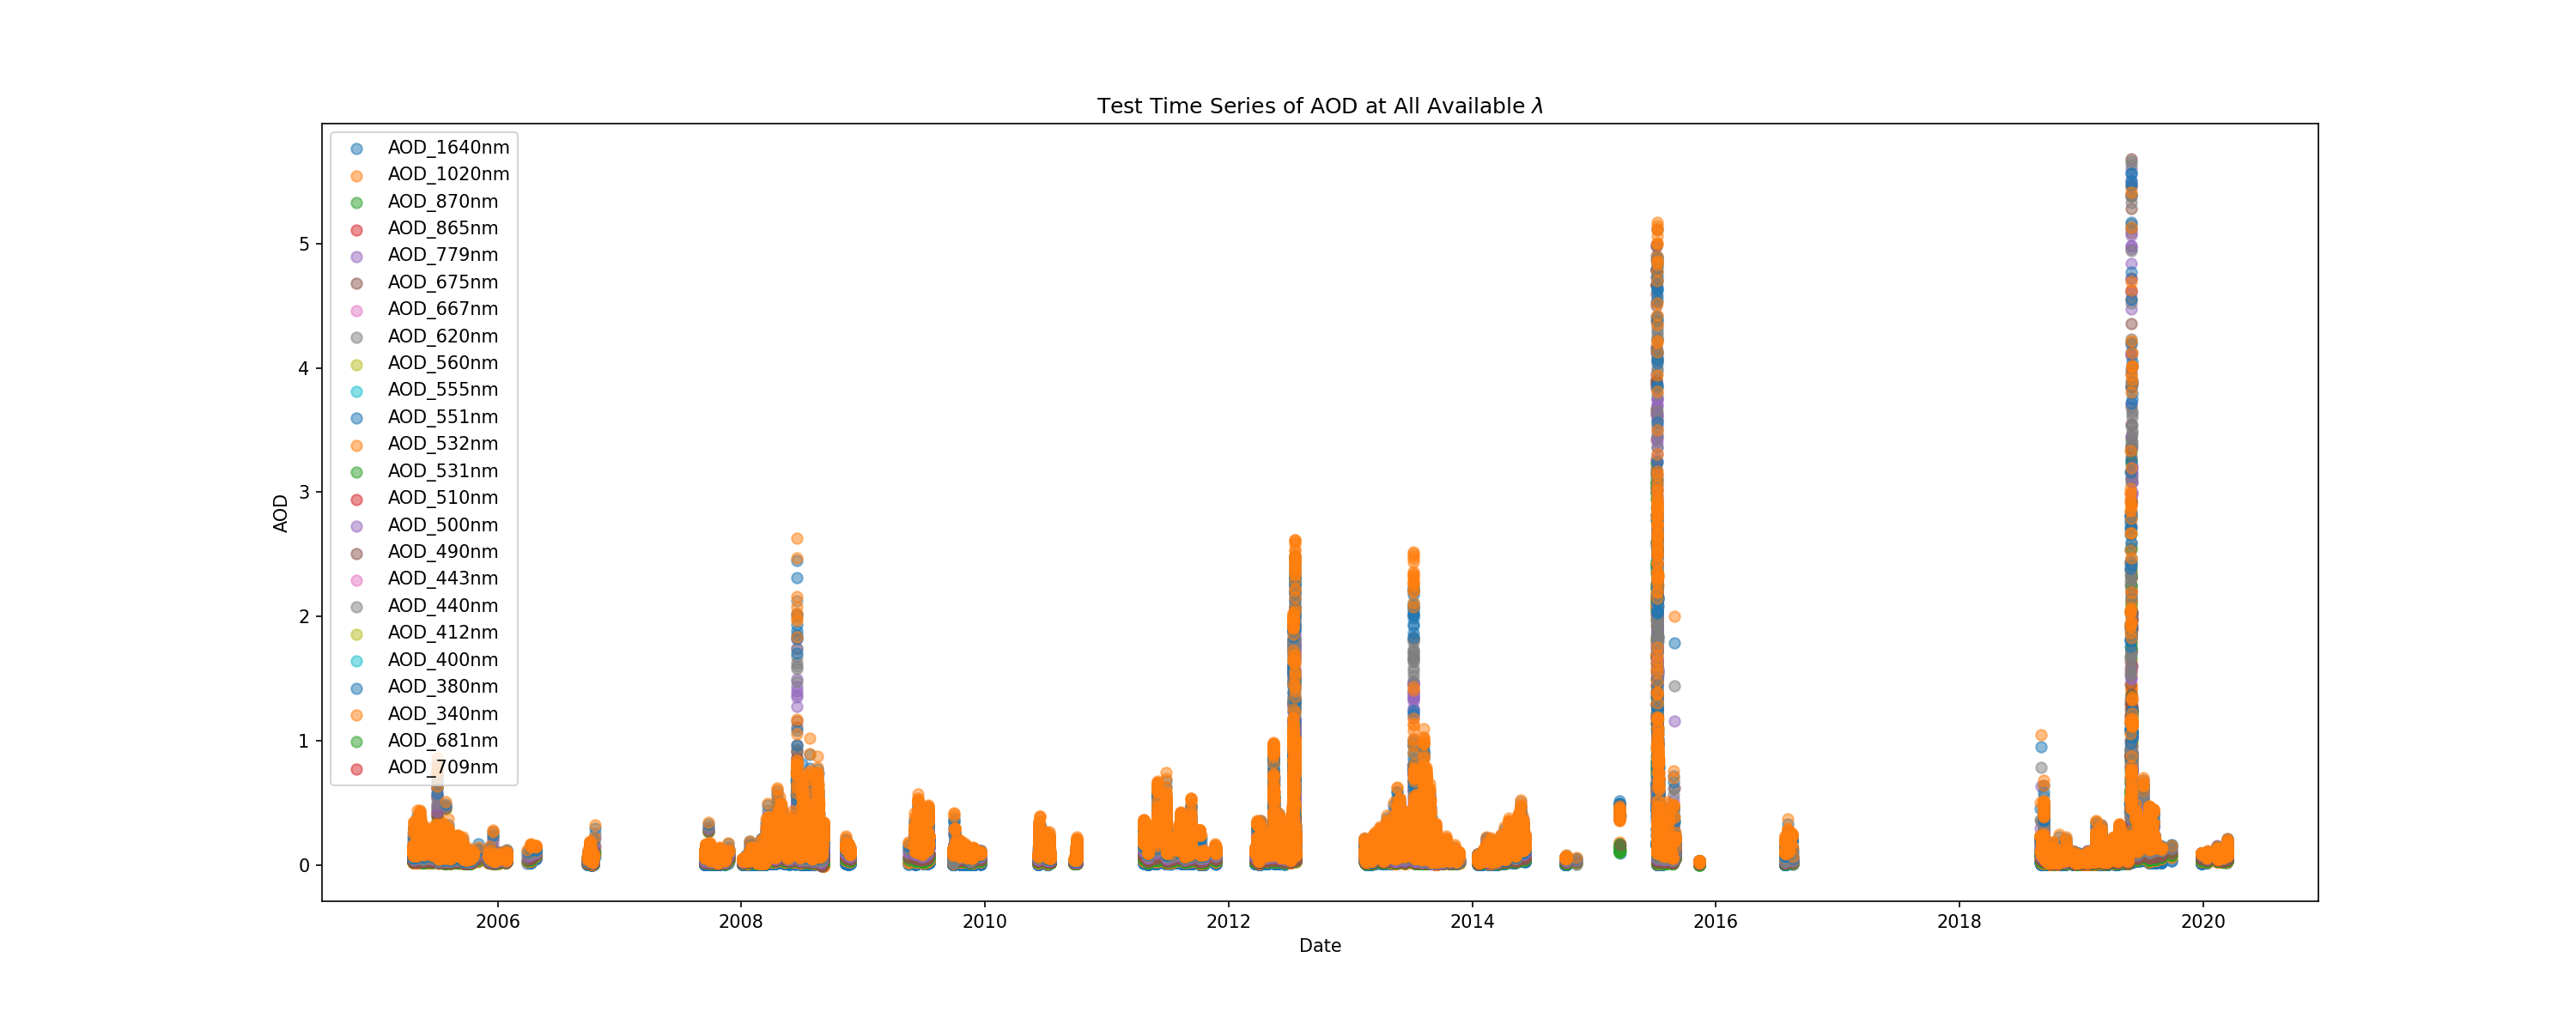 Test Time Series of AOD at All Available λ
AOD_1640nm
AOD_1020nm
AOD_870nm
AOD_865nm
AOD_779nm
AOD_675nm
AOD_667nm
AOD_620nm
AOD_560nm
AOD_555nm
AOD_551nm
AOD_532nm
AOD_531nm
AOD_510nm
AOD_500nm
AOD_490nm
AOD_443nm
AOD_440nm
AOD_412nm
AOD_400nm
AOD_380nm
AOD_340nm
AOD_681nm
AOD_709nm
AOD
5
4
3
2
1
0
2006 2008 2010 2012 2014 2016 2018 2020
Date